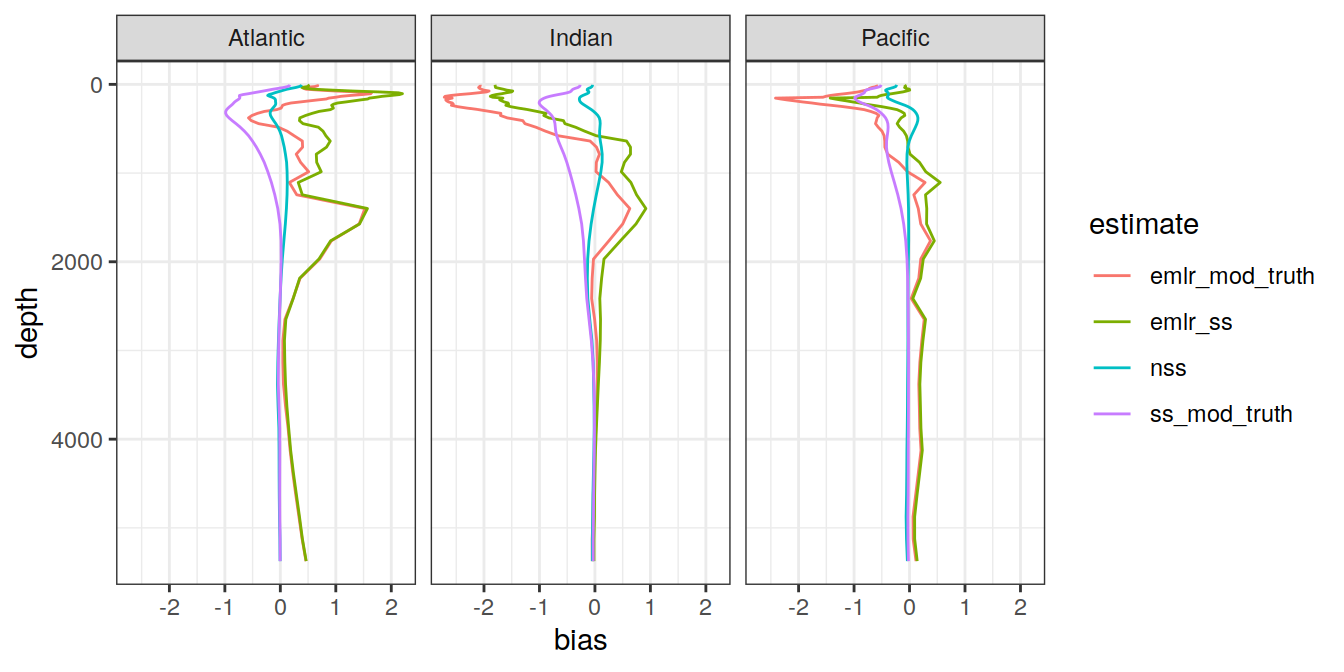 Atlantic Indian Pacific
0
2000
4000
depth
-2 -1 0 1 2 -2 -1 0 1 2 -2 -1 0 1 2
bias
estimate
emlr_mod_truth
emlr_ss
nss
ss_mod_truth